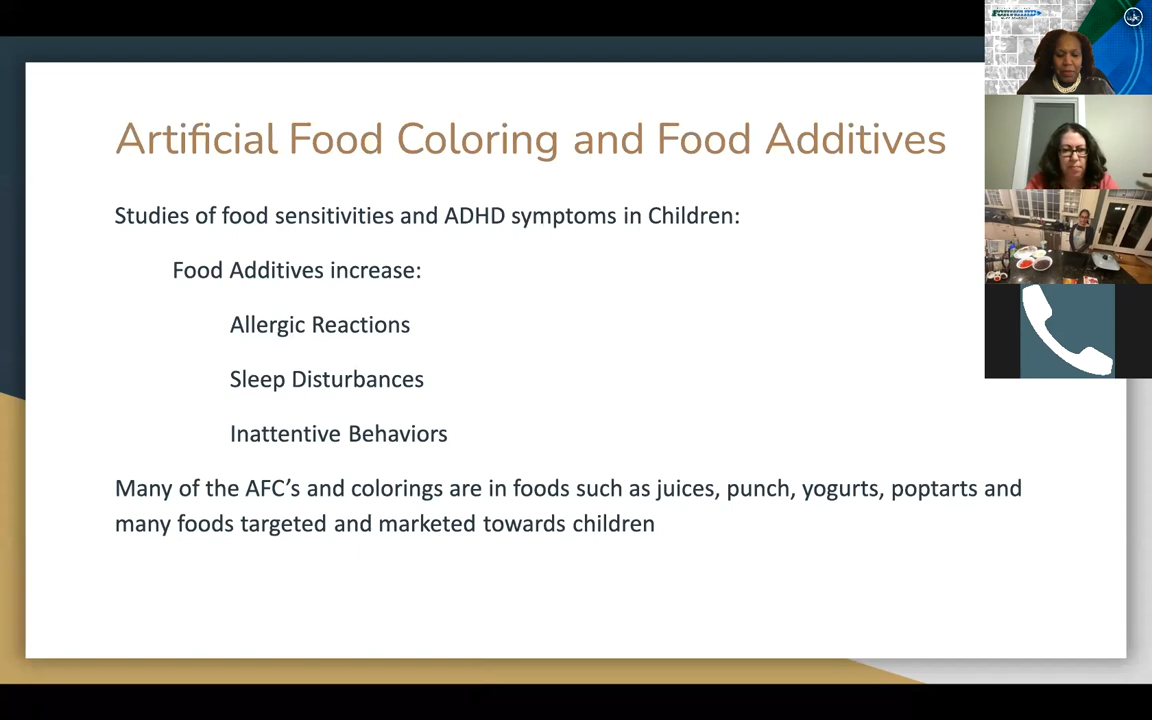 Artificial Food Coloring and Food Additives
Studies of food sensitivities and ADHD symptoms in Children:
Food Additives increase:
Allergic Reactions
Sleep Disturbances
Inattentive Behaviors
Many of the AFC’s and colorings are in foods such as juices, punch, yogurts, poptarts and
many foods targeted and marketed towards children
FORWARD